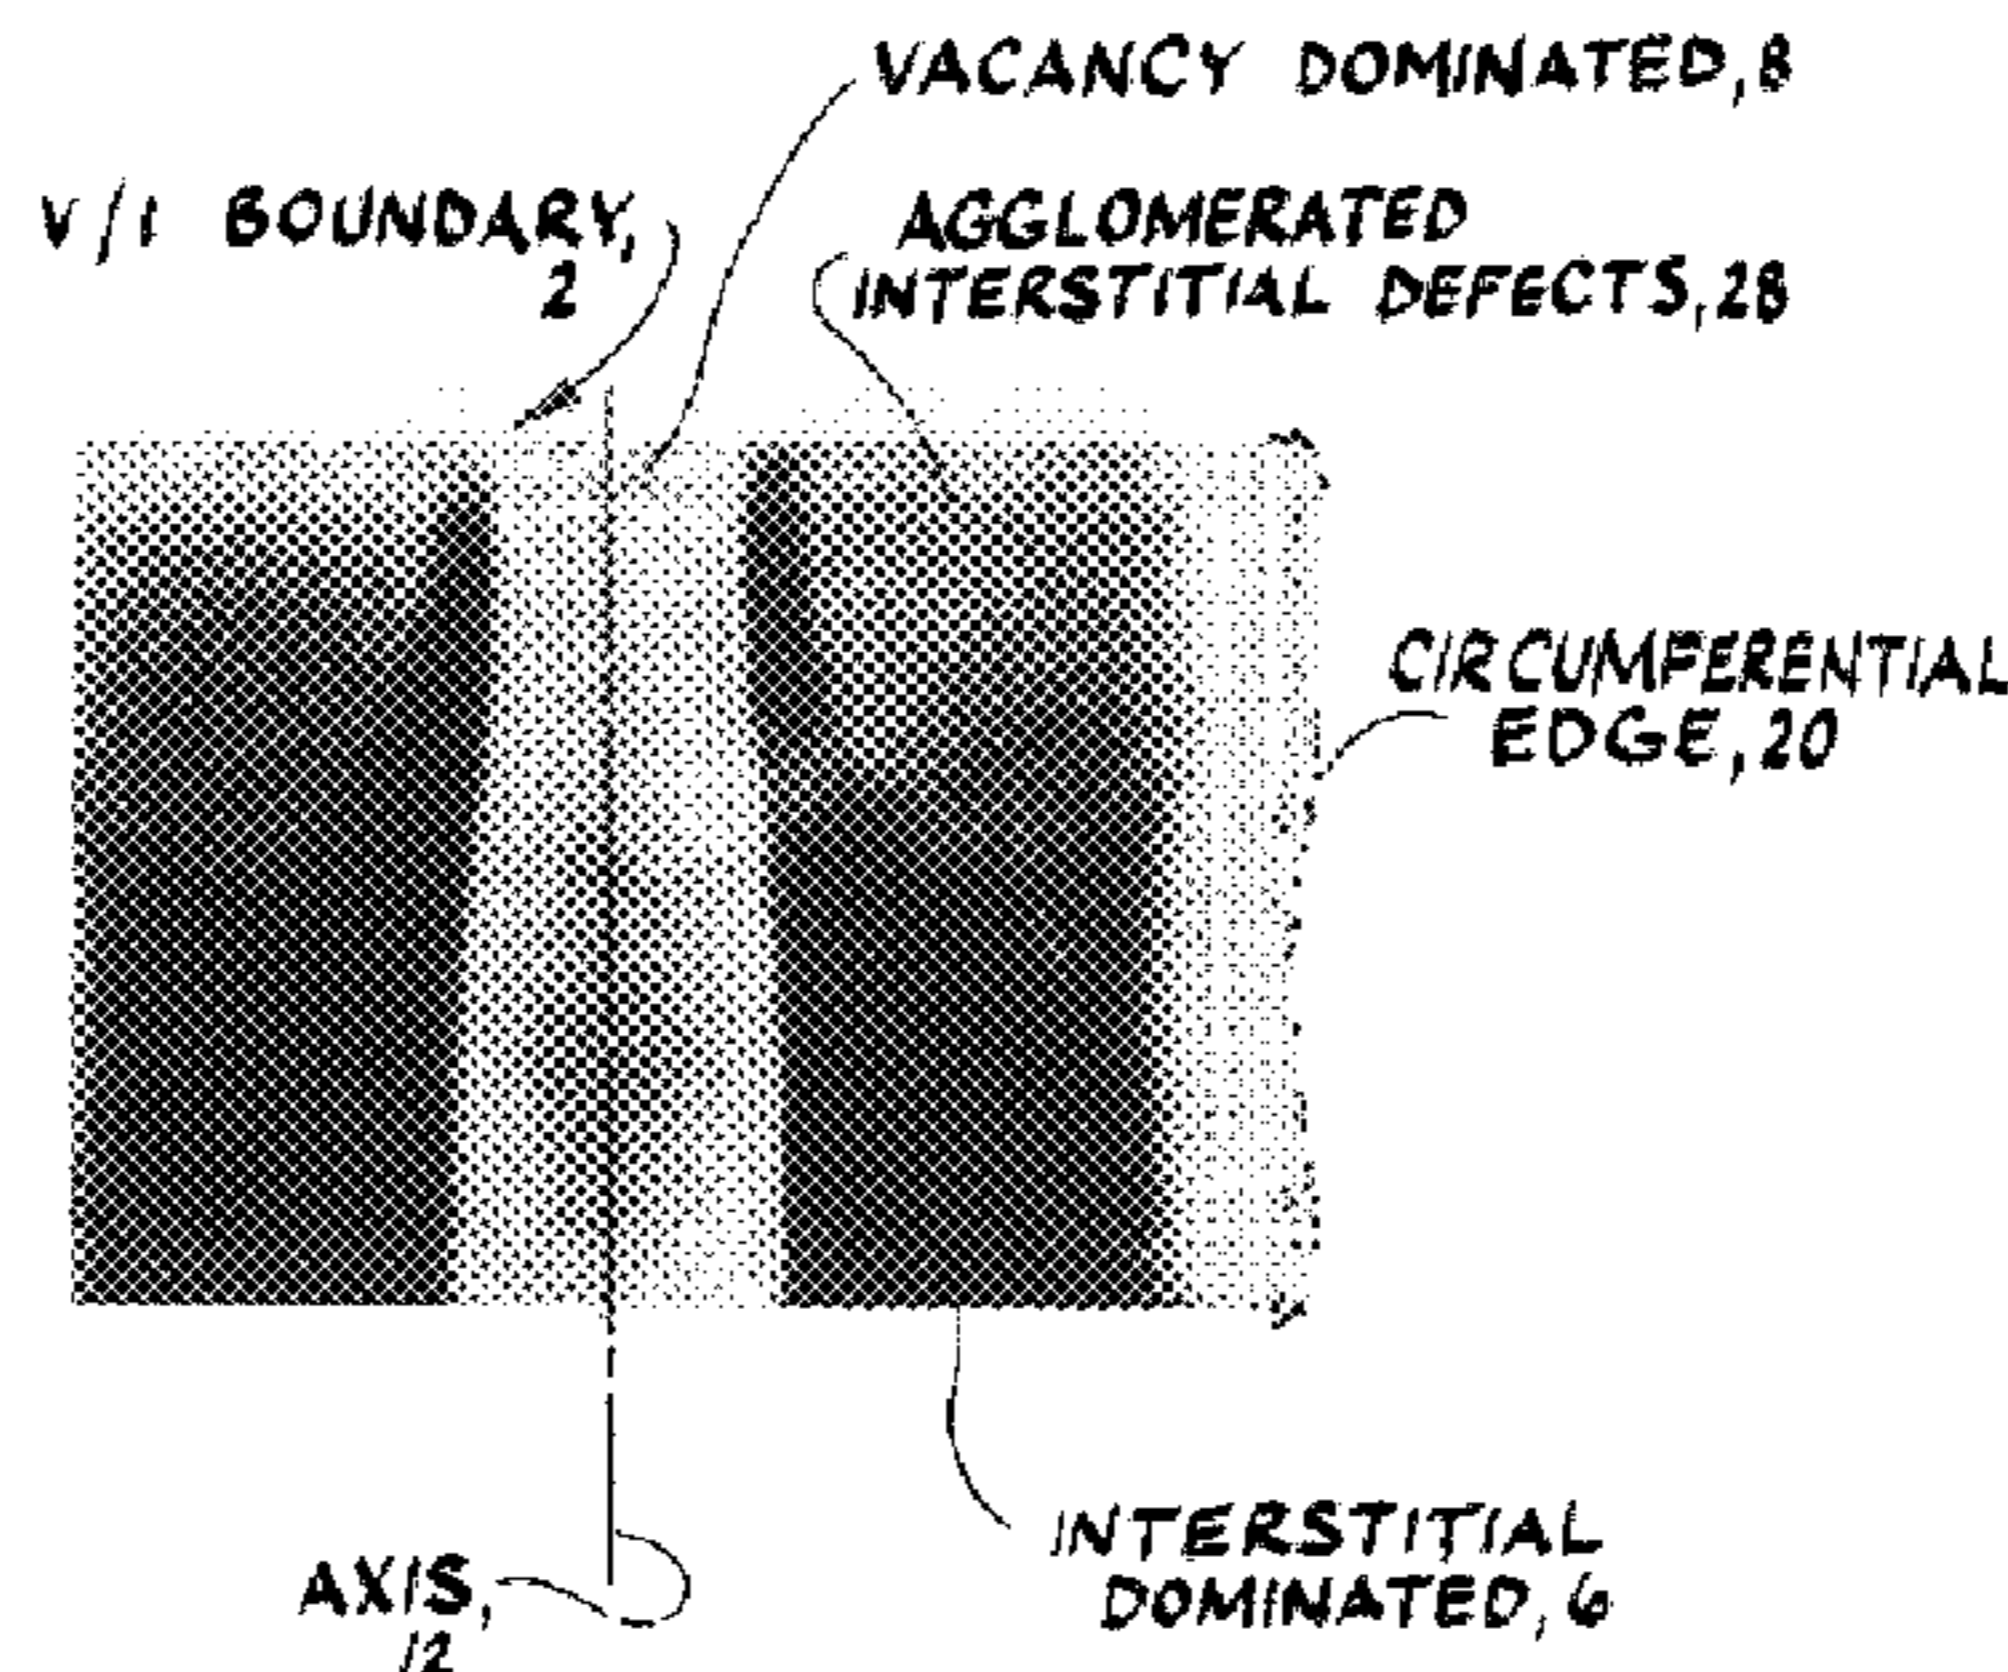 VACANCY DOMINATED, 8
V/I BOUNDARY,
2
AGGLOMERATED
INTERSTITIAL DEFECTS, 28
CIRCUMFERENTIAL
EDGE, 20
INTERSTITIAL
DOMINATED, 6
AXIS,
12